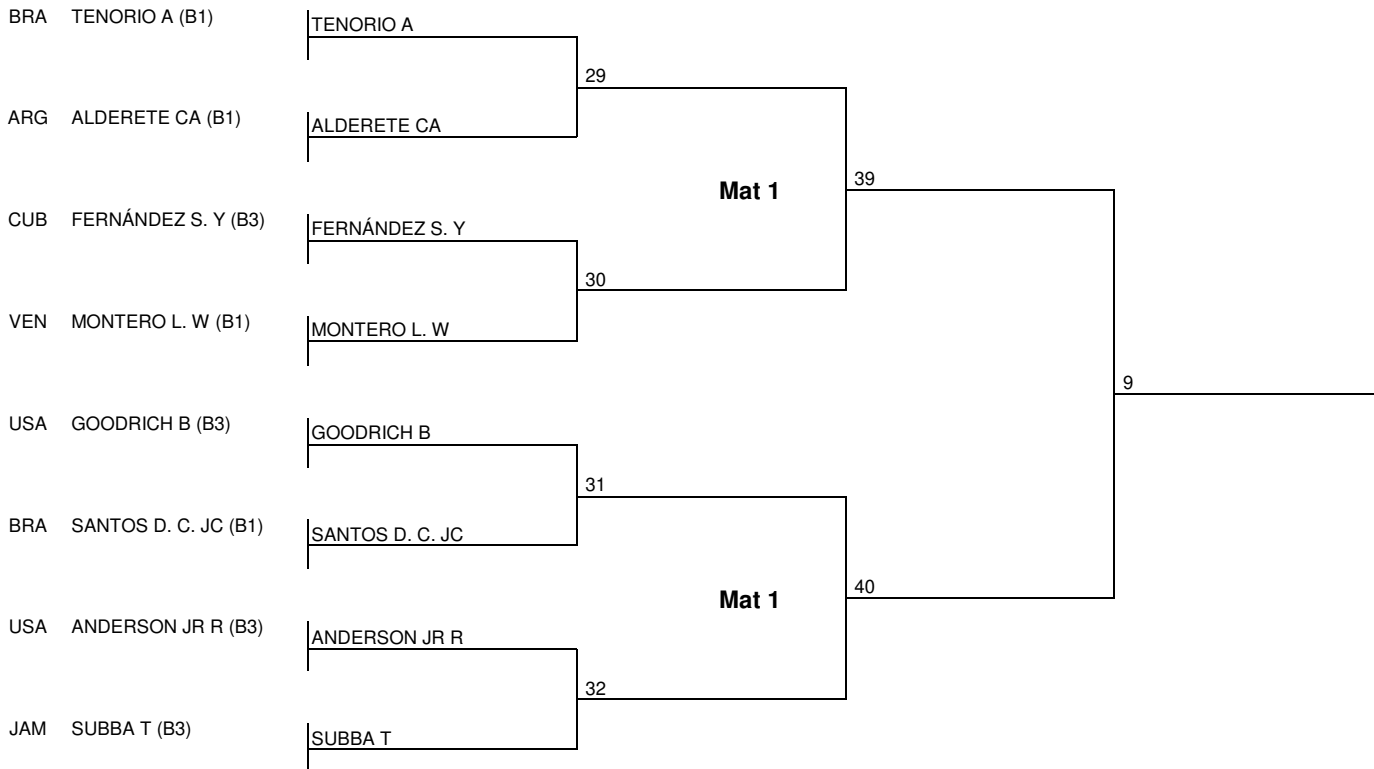 BRA TENORIO A (B1) TENORIO A
29
ARG ALDERETE CA (B1) ALDERETE CA
Mat 1 39
CUB FERNÁNDEZ S. Y (B3) FERNÁNDEZ S. Y
30
VEN MONTERO L. W (B1) MONTERO L. W
9
USA GOODRICH B (B3) GOODRICH B
31
BRA SANTOS D. C. JC (B1) SANTOS D. C. JC
Mat 1 40
USA ANDERSON JR R (B3) ANDERSON JR R
32
JAM SUBBA T (B3) SUBBA T